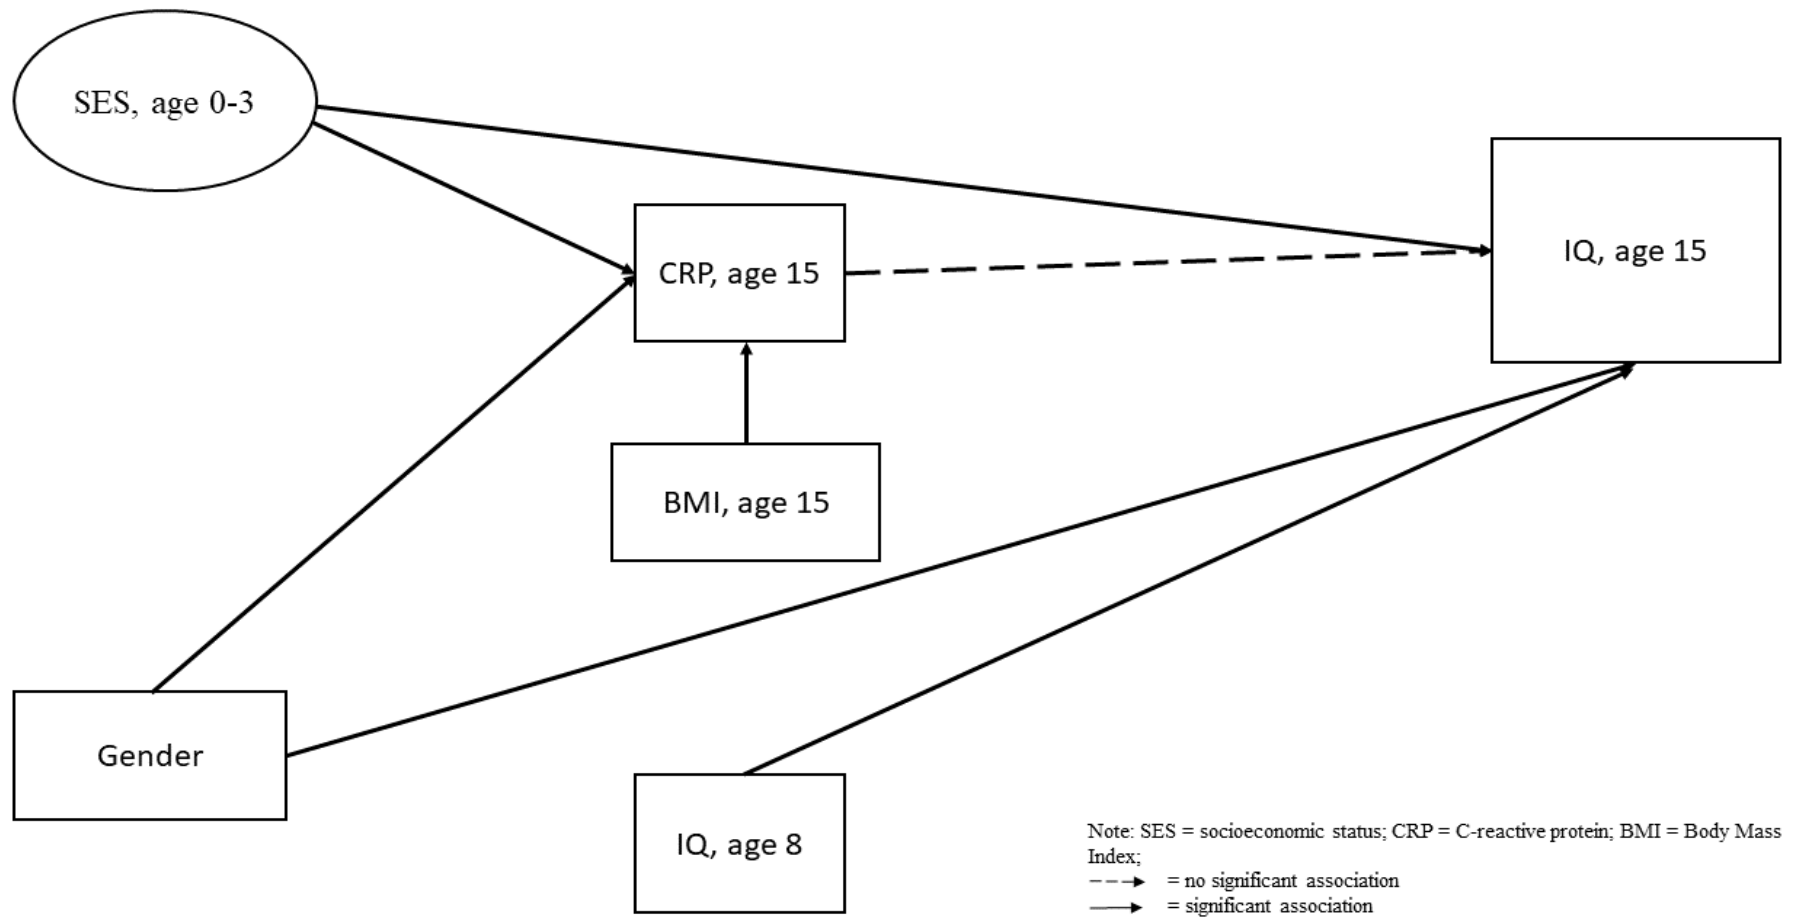 SES, age 0-3
CRP, age 15
IQ, age 15
BMI, age 15
Gender
IQ, age 8
Note: SES = socioeconomic status; CRP = C-reactive protein; BMI = Body Mass
Index;
= no significant association
= significant association